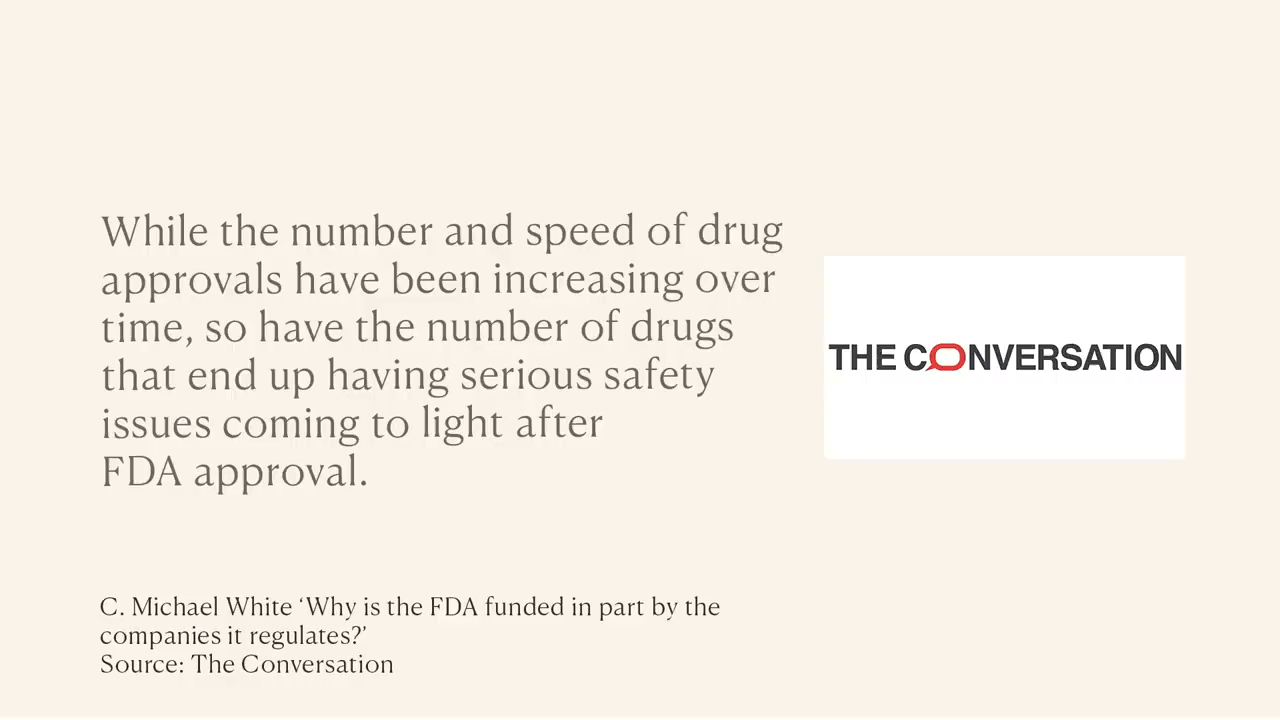 While the number and speed of drug
approvals have been increasing over
time, so have the number of drugs
that end up having serious safety
issues coming to light after
FDA approval.
THE CONVERSATION
C. Michael White ‘Why is the FDA funded in part by the
companies it regulates?’
Source: The Conversation